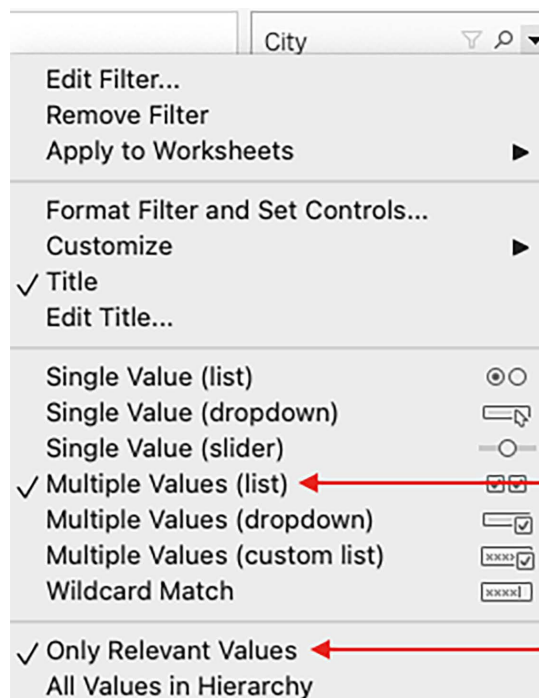 City
Edit Filter...
Remove Filter
Apply to Worksheets
Format Filter and Set Controls...
Customize
Title
Edit Title...
Single Value (list)
Single Value (dropdown)
Single Value (slider)
Multiple Values (list)
Multiple Values (dropdown)
Multiple Values (custom list) xxx
Wildcard Match xxxx
Only Relevant Values
All Values in Hierarchy